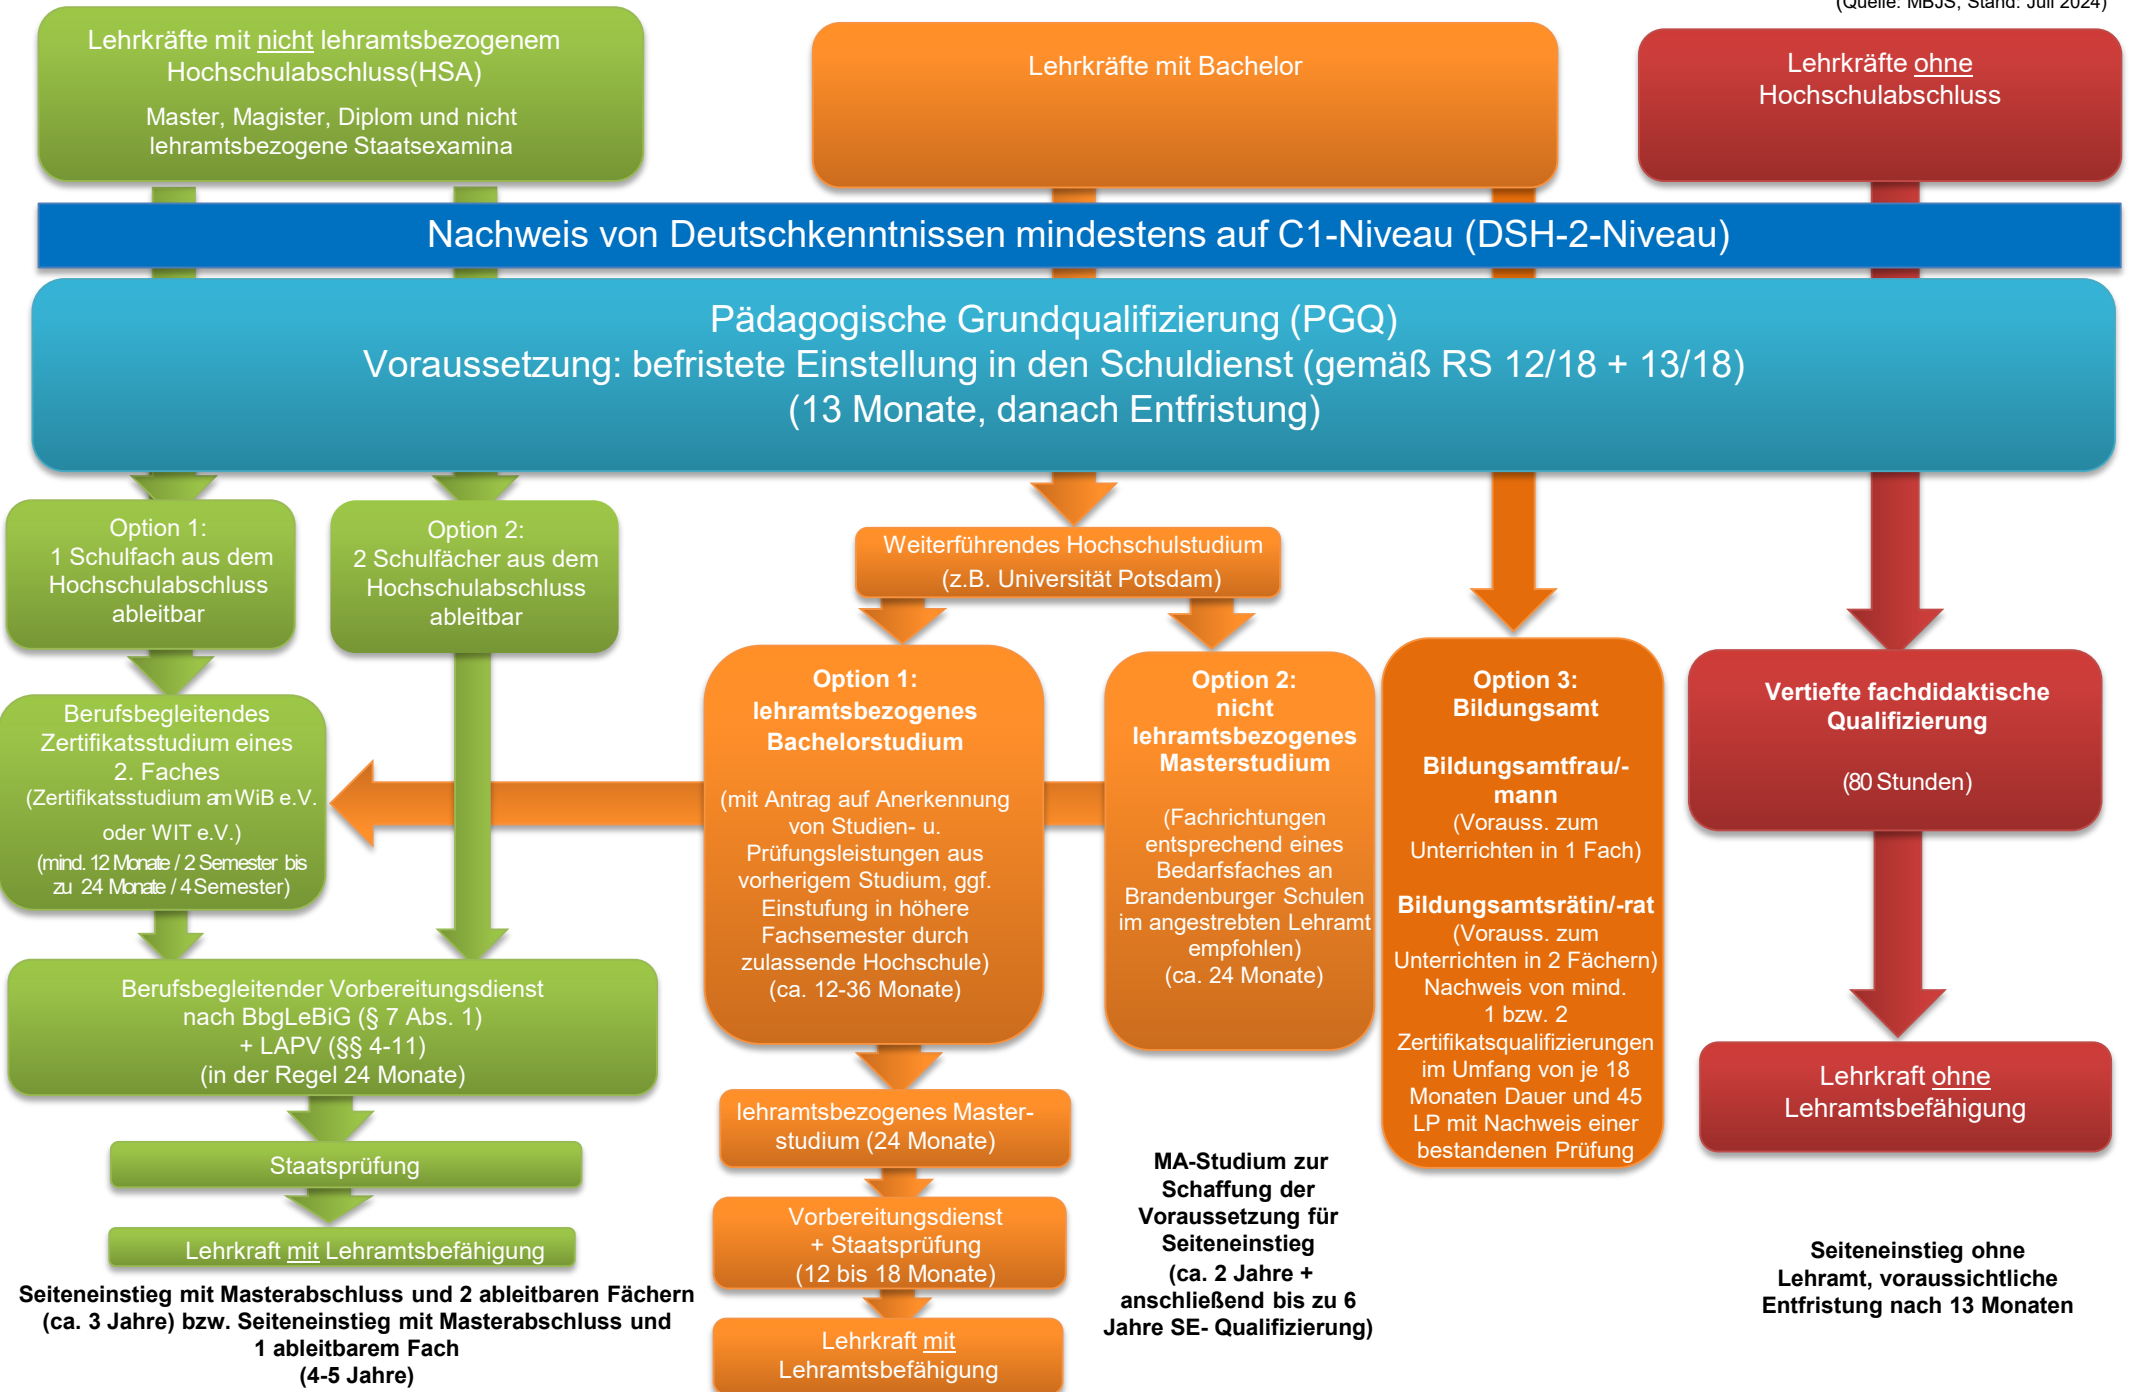 (Quelle: MBJS, Stand: Juli 2024)
Lehrkräfte mit nicht lehramtsbezogenem
Hochschulabschluss(HSA)
Master, Magister, Diplom und nicht
lehramtsbezogene Staatsexamina
Lehrkräfte mit Bachelor
Lehrkräfte ohne
Hochschulabschluss
Nachweis von Deutschkenntnissen mindestens auf C1-Niveau (DSH-2-Niveau)
Pädagogische Grundqualifizierung (PGQ)
Voraussetzung: befristete Einstellung in den Schuldienst (gemäß RS 12/18 + 13/18)
(13 Monate, danach Entfristung)
Option 1:
1 Schulfach aus dem
Hochschulabschluss
ableitbar
Option 2:
2 Schulfächer aus dem
Hochschulabschluss
ableitbar
Berufsbegleitendes
Zertifikatsstudium eines
2. Faches
(Zertifikatsstudium am WiB e.V.
oder WIT e.V.)
(mind. 12 Monate / 2 Semester bis
zu 24 Monate / 4 Semester)
Berufsbegleitender Vorbereitungsdienst
nach BbgLeBiG (§ 7 Abs. 1)
+ LAPV (§§ 4-11)
(in der Regel 24 Monate)
Staatsprüfung
Lehrkraft mit Lehramtsbefähigung
Seiteneinstieg mit Masterabschluss und 2 ableitbaren Fächern
(ca. 3 Jahre) bzw. Seiteneinstieg mit Masterabschluss und
1 ableitbarem Fach
(4-5 Jahre)
Weiterführendes Hochschulstudium
(z.B. Universität Potsdam)
Option 1:
lehramtsbezogenes
Bachelorstudium
(mit Antrag auf Anerkennung
von Studien- u.
Prüfungsleistungen aus
vorherigem Studium, ggf.
Einstufung in höhere
Fachsemester durch
zulassende Hochschule)
(ca. 12-36 Monate)
lehramtsbezogenes Master-
studium (24 Monate)
Vorbereitungsdienst
+ Staatsprüfung
(12 bis 18 Monate)
Lehrkraft mit
Lehramtsbefähigung
Option 2:
nicht
lehramtsbezogenes
Masterstudium
(Fachrichtungen
entsprechend eines
Bedarfsfaches an
Brandenburger Schulen
im angestrebten Lehramt
empfohlen)
(ca. 24 Monate)
MA-Studium zur
Schaffung der
Voraussetzung für
Seiteneinstieg
(ca. 2 Jahre +
anschließend bis zu 6
Jahre SE- Qualifizierung)
Option 3:
Bildungsamt
Bildungsamtfrau/-
mann
(Vorauss. zum
Unterrichten in 1 Fach)
Bildungsamtsrätin/-rat
(Vorauss. zum
Unterrichten in 2 Fächern)
Nachweis von mind.
1 bzw. 2
Zertifikatsqualifizierungen
im Umfang von je 18
Monaten Dauer und 45
LP mit Nachweis einer
bestandenen Prüfung
Vertiefte fachdidaktische
Qualifizierung
(80 Stunden)
Lehrkraft ohne
Lehramtsbefähigung
Seiteneinstieg ohne
Lehramt, voraussichtliche
Entfristung nach 13 Monaten